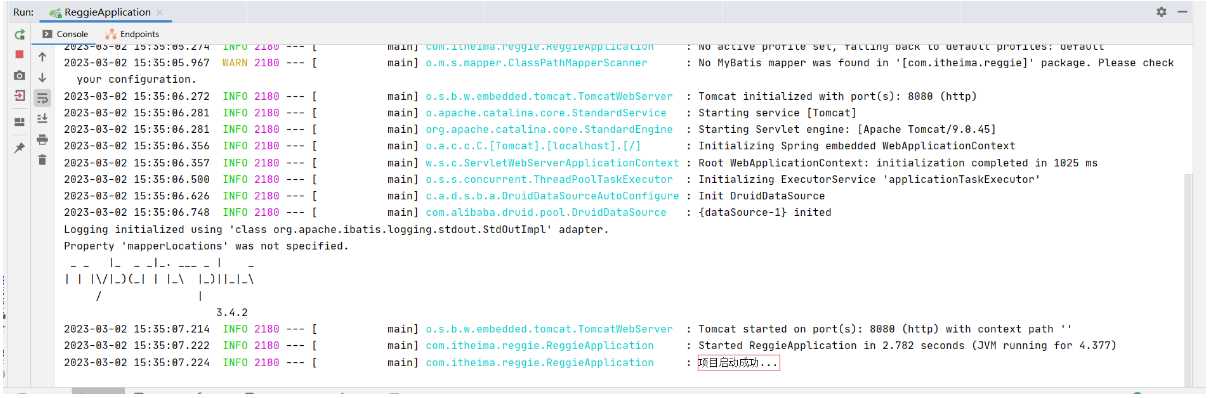 Run: ReggieApplication
Console Endpoints
2023-03-02 15:35:05.274 INFO 2180 --- [ main] com.itheima.reggie.ReggieApplication : No active profile set, falling back to default profiles: default
2023-03-02 15:35:05.967 WARN 2180 --- [ main] o.m.s.mapper.ClassPathMapperScanner : No MyBatis mapper was found in '[com.itheima.reggie]' package. Please check
your configuration.
2023-03-02 15:35:06.272 INFO 2180 --- [ main] o.s.b.w.embedded.tomcat.TomcatWebServer : Tomcat initialized with port(s): 8080 (http)
2023-03-02 15:35:06.281 INFO 2180 --- [ main] o.apache.catalina.core.StandardService : Starting service [Tomcat]
2023-03-02 15:35:06.281 INFO 2180 --- [ main] org.apache.catalina.core.StandardEngine : Starting Servlet engine: [Apache Tomcat/9.0.45]
2023-03-02 15:35:06.356 INFO 2180 --- [ main] o.a.c.c.C.[Tomcat].[localhost].[/] : Initializing Spring embedded WebApplicationContext
2023-03-02 15:35:06.357 INFO 2180 --- [ main] w.s.c.ServletWebServerApplicationContext : Root WebApplicationContext: initialization completed in 1025 ms
2023-03-02 15:35:06.500 INFO 2180 --- [ main] o.s.s.concurrent.ThreadPoolTaskExecutor : Initializing ExecutorService 'applicationTaskExecutor'
2023-03-02 15:35:06.626 INFO 2180 --- [ main] c.a.d.s.b.a.DruidDataSourceAutoConfigure : Init DruidDataSource
2023-03-02 15:35:06.748 INFO 2180 --- [ main] com.alibaba.druid.pool.DruidDataSource : {dataSource-1} inited
Logging initialized using 'class org.apache.ibatis.logging.stdout.StdOutImpl' adapter.
Property 'mapperLocations' was not specified.
 _ _   |_  _ _|_. ___ _ |    _
| | |\/|_)(_| | |_\  |_)||_|_\
     /               |
3.4.2
2023-03-02 15:35:07.214 INFO 2180 --- [ main] o.s.b.w.embedded.tomcat.TomcatWebServer : Tomcat started on port(s): 8080 (http) with context path ''
2023-03-02 15:35:07.222 INFO 2180 --- [ main] com.itheima.reggie.ReggieApplication : Started ReggieApplication in 2.782 seconds (JVM running for 4.377)
2023-03-02 15:35:07.224 INFO 2180 --- [ main] com.itheima.reggie.ReggieApplication : 项目启动成功...